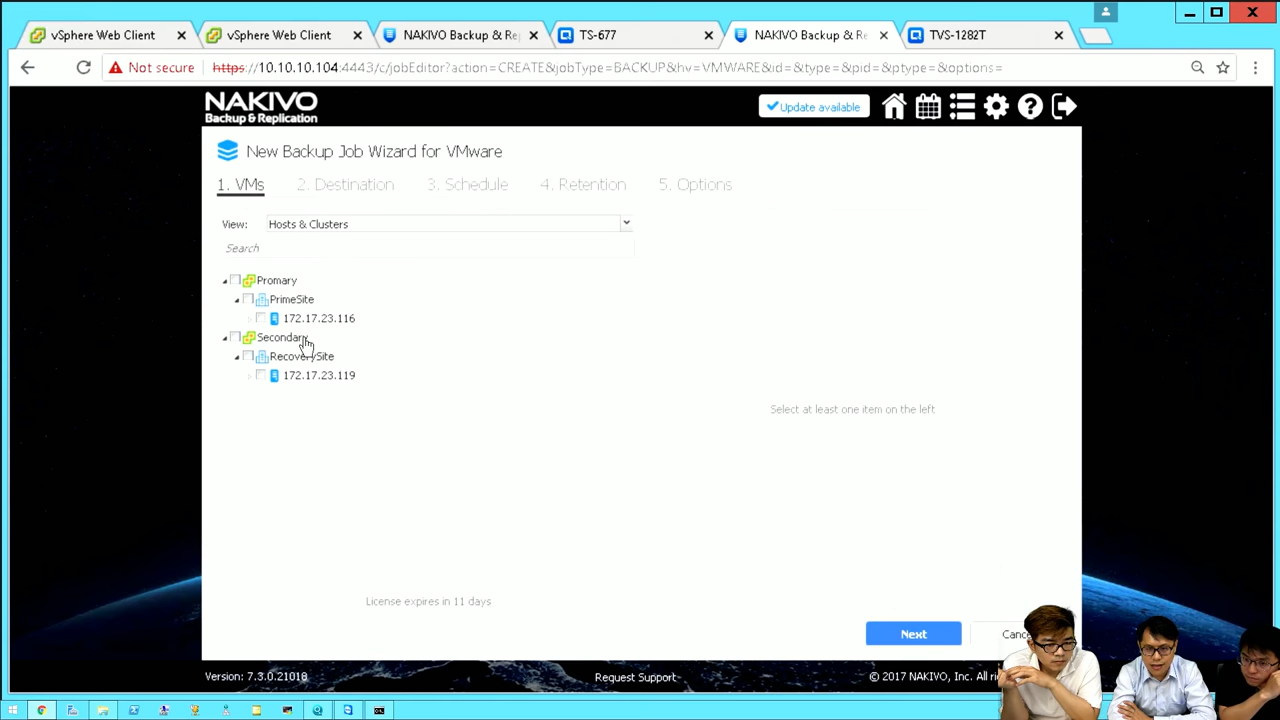 vSphere Web Client
vSphere Web Client
NAKIVO Backup & Re
TS-677
NAKIVO Backup & Re
TVS-1282T
Not secure https://10.10.10.104:4443/c/jobEditor?action=CREATE&jobType=BACKUP&hv=VMWARE&id=&type=&pid=&ptype=&options=
NAKIVO
Backup & Replication
Update available
New Backup Job Wizard for VMware
1. VMs 2. Destination 3. Schedule 4. Retention 5. Options
View: Hosts & Clusters
Search
Promary
PrimeSite
172.17.23.116
Secondary
RecoverySite
172.17.23.119
Select at least one item on the left
License expires in 11 days
Next Cance
Version: 7.3.0.21018 Request Support © 2017 NAKIVO, Inc. All ri